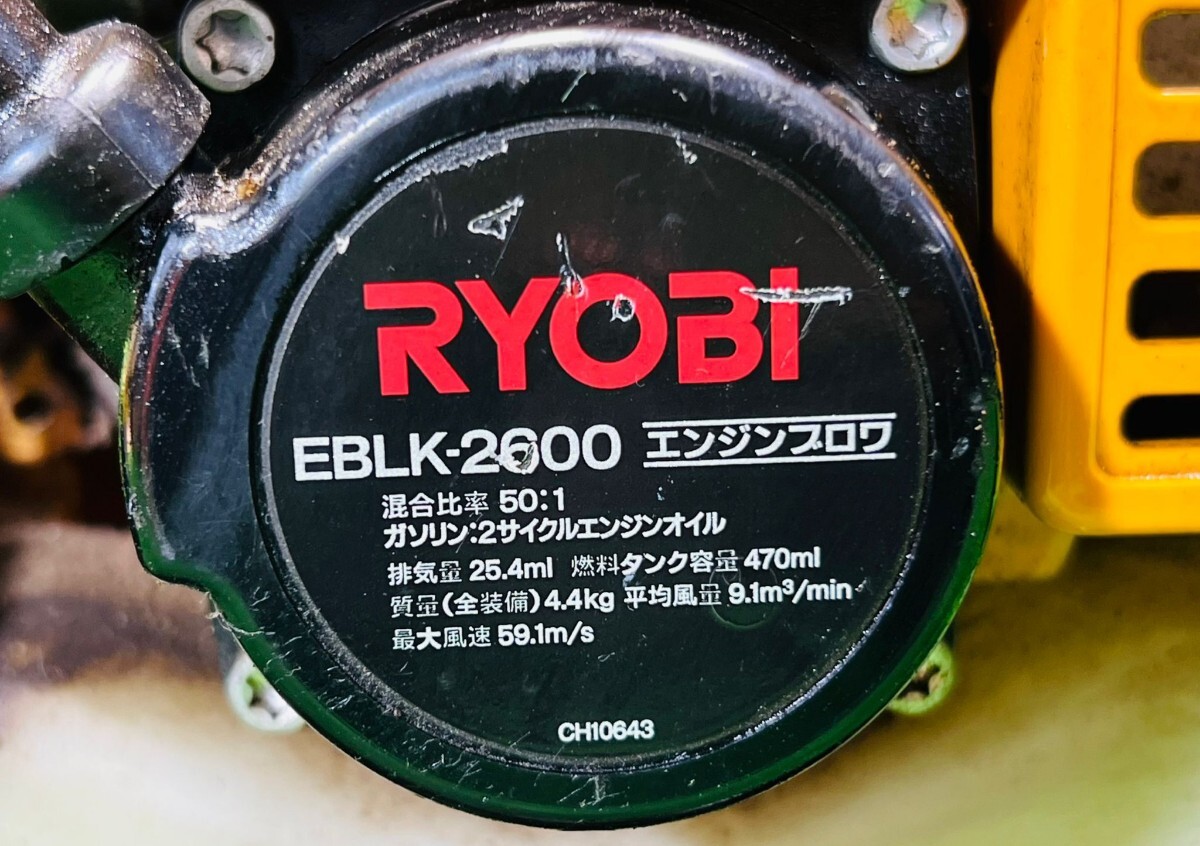 RYOBI
EBLK-2600 エンジンブロワ
混合比率 50:1
ガソリン:2サイクルエンジンオイル
排気量 25.4ml 燃料タンク容量 470ml
質量(全装備)4.4kg 平均風量 9.1m³/min
最大風速 59.1m/s
CH10643